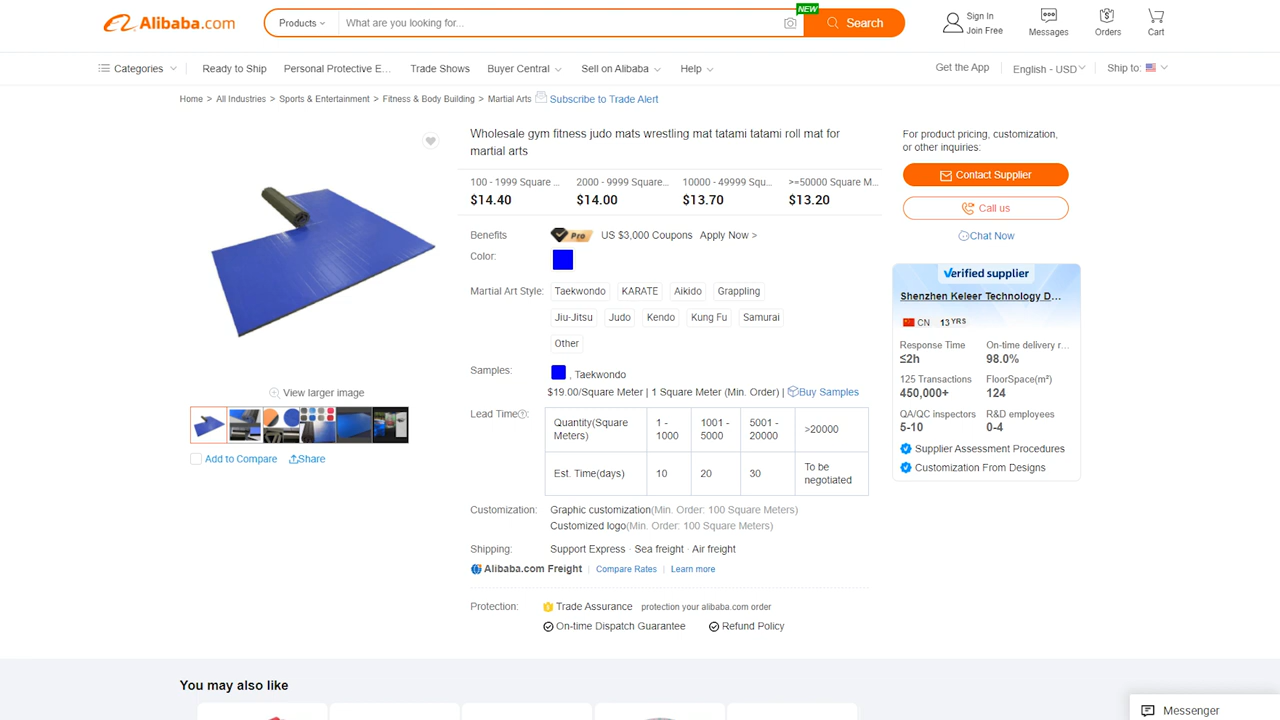 Alibaba.com
Products
What are you looking for...
NEW
Search
Sign In
Join Free
Messages
Orders
Cart
Categories
Ready to Ship
Personal Protective E...
Trade Shows
Buyer Central
Sell on Alibaba
Help
Get the App
English - USD
Ship to:
Home > All Industries > Sports & Entertainment > Fitness & Body Building > Martial Arts
Subscribe to Trade Alert
Wholesale gym fitness judo mats wrestling mat tatami tatami roll mat for
martial arts
100 - 1999 Square ...
2000 - 9999 Square...
10000 - 49999 Squ...
>=50000 Square M...
$14.40
$14.00
$13.70
$13.20
Benefits
Pro
US $3,000 Coupons
Apply Now >
Color:
Martial Art Style:
Taekwondo
KARATE
Aikido
Grappling
Jiu-Jitsu
Judo
Kendo
Kung Fu
Samurai
Other
Samples:
, Taekwondo
$19.00/Square Meter | 1 Square Meter (Min. Order) | Buy Samples
Lead Time?:
Quantity(Square Meters)
1 - 1000
1001 - 5000
5001 - 20000
>20000
Est. Time(days)
10
20
30
To be negotiated
Customization:
Graphic customization(Min. Order: 100 Square Meters)
Customized logo(Min. Order: 100 Square Meters)
Shipping:
Support Express · Sea freight · Air freight
Alibaba.com Freight | Compare Rates | Learn more
Protection:
Trade Assurance protection your alibaba.com order
On-time Dispatch Guarantee
Refund Policy
View larger image
Add to Compare
Share
For product pricing, customization,
or other inquiries:
Contact Supplier
Call us
Chat Now
Verified supplier
Shenzhen Keleer Technology D...
CN 13 YRS
Response Time
≤2h
On-time delivery r...
98.0%
125 Transactions
450,000+
FloorSpace(m²)
124
QA/QC inspectors
5-10
R&D employees
0-4
Supplier Assessment Procedures
Customization From Designs
You may also like
Messenger